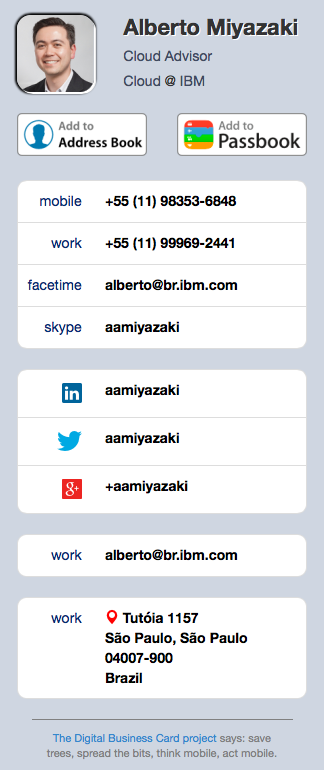 Alberto Miyazaki
Cloud Advisor
Cloud @ IBM
Add to
Address Book
Add to
Passbook
mobile +55 (11) 98353-6848
work +55 (11) 99969-2441
facetime alberto@br.ibm.com
skype aamiyazaki
in aamiyazaki
aamiyazaki
g+ +aamiyazaki
work alberto@br.ibm.com
work Tutóia 1157
São Paulo, São Paulo
04007-900
Brazil
The Digital Business Card project says: save
trees, spread the bits, think mobile, act mobile.